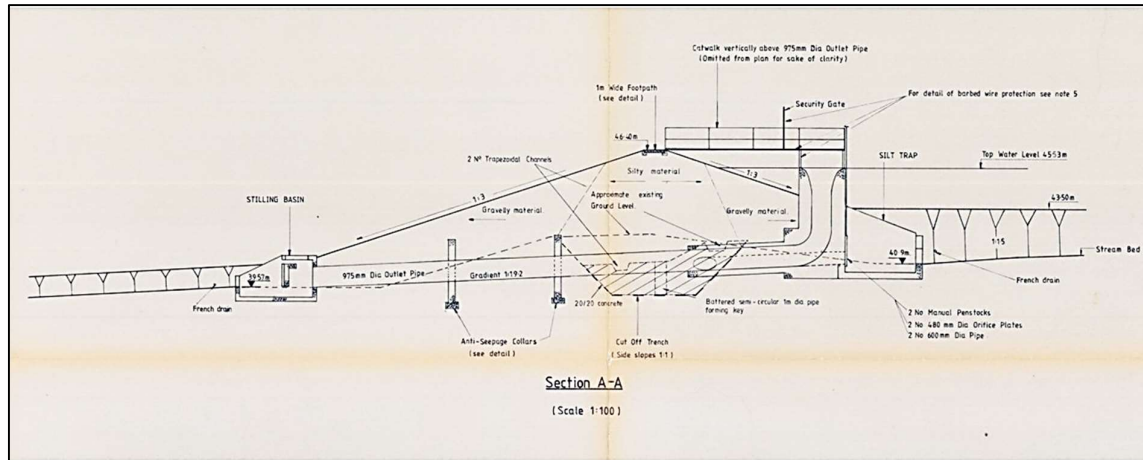 Catwalk vertically above 975mm Dia Outlet Pipe
(Omitted from plan for sake of clarity)
1m Wide Footpath
(see detail)
Security Gate
For detail of barbed wire protection see note 5
46·40m
2 Nº Trapezoidal Channels
Top Water Level 45·53m
SILT TRAP
1:3
Silty material
1:3
Approximate existing
Ground Level.
STILLING BASIN
Gravelly material.
Gravelly material.
43·50m
1:1·5
Stream Bed
40·9m
39·57m
975mm Dia Outlet Pipe
Gradient 1:19·2
French drain
French drain
20/20 concrete
Battered semi-circular 1m dia pipe
forming key
2 No Manual Penstocks
2 No 480 mm Dia Orifice Plates
2 No 600mm Dia Pipe
Anti-Seepage Collars
(see detail)
Cut Off Trench
(Side slopes 1:1)
Section A-A
(Scale 1:100)